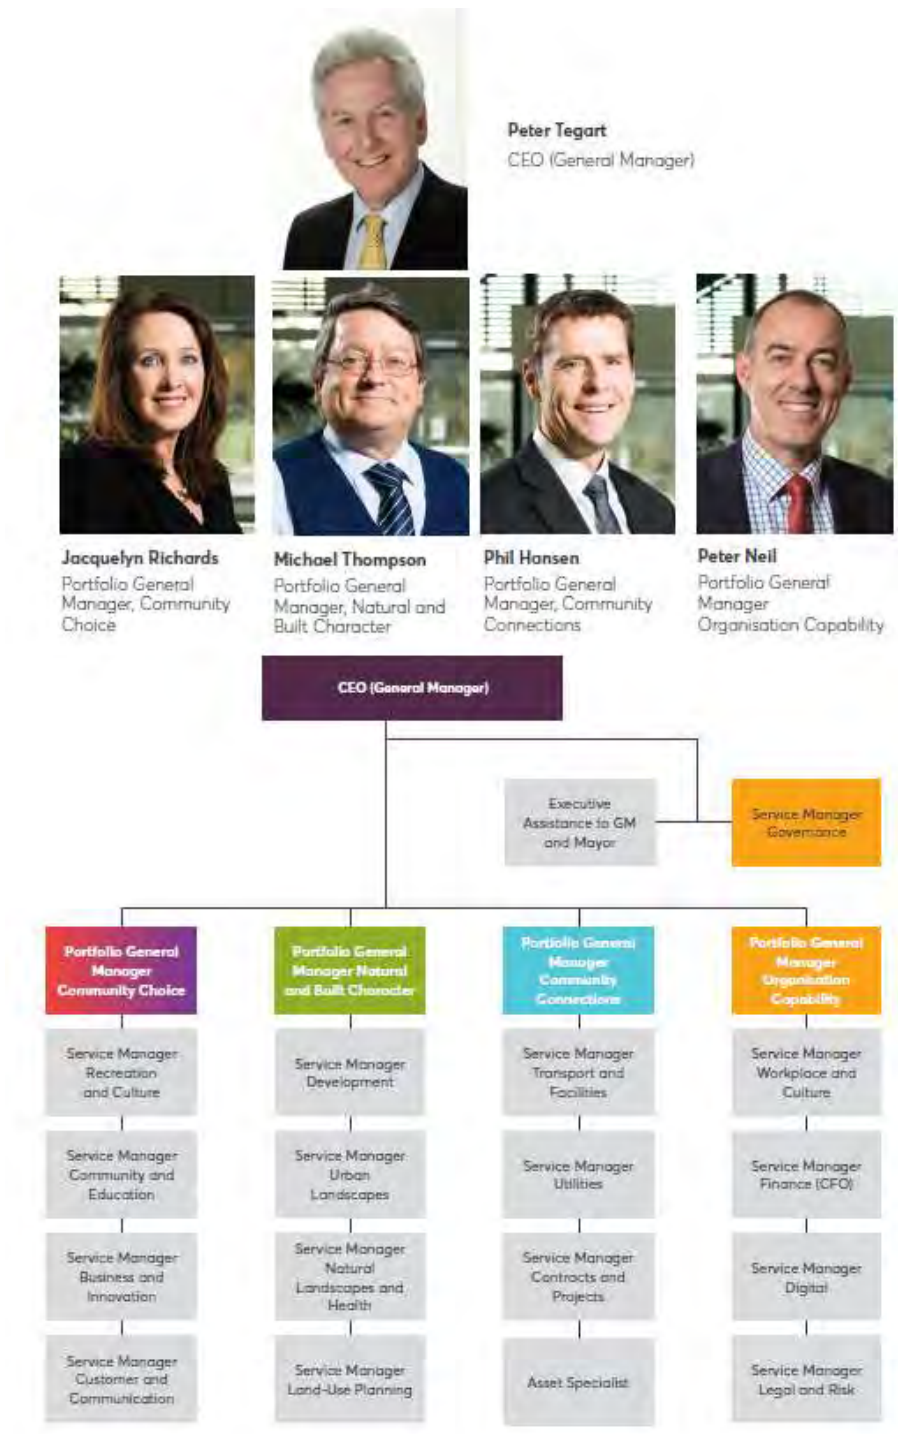 Peter Tegart
CEO (General Manager)
Jacquelyn Richards
Portfolio General
Manager, Community
Choice
Michael Thompson
Portfolio General
Manager, Natural and
Built Character
Phil Hansen
Portfolio General
Manager, Community
Connections
Peter Neil
Portfolio General
Manager
Organisation Capability
CEO (General Manager)
Executive
Assistance to GM
and Mayor
Service Manager
Governance
Portfolio General
Manager
Community Choice
Service Manager
Recreation
and Culture
Service Manager
Community and
Education
Service Manager
Business and
Innovation
Service Manager
Customer and
Communication
Portfolio General
Manager Natural
and Built Character
Service Manager
Development
Service Manager
Urban
Landscapes
Service Manager
Natural
Landscapes and
Health
Service Manager
Land-Use Planning
Portfolio General
Manager
Community
Connections
Service Manager
Transport and
Facilities
Service Manager
Utilities
Service Manager
Contracts and
Projects
Asset Specialist
Portfolio General
Manager
Organisation
Capability
Service Manager
Workplace and
Culture
Service Manager
Finance (CFO)
Service Manager
Digital
Service Manager
Legal and Risk